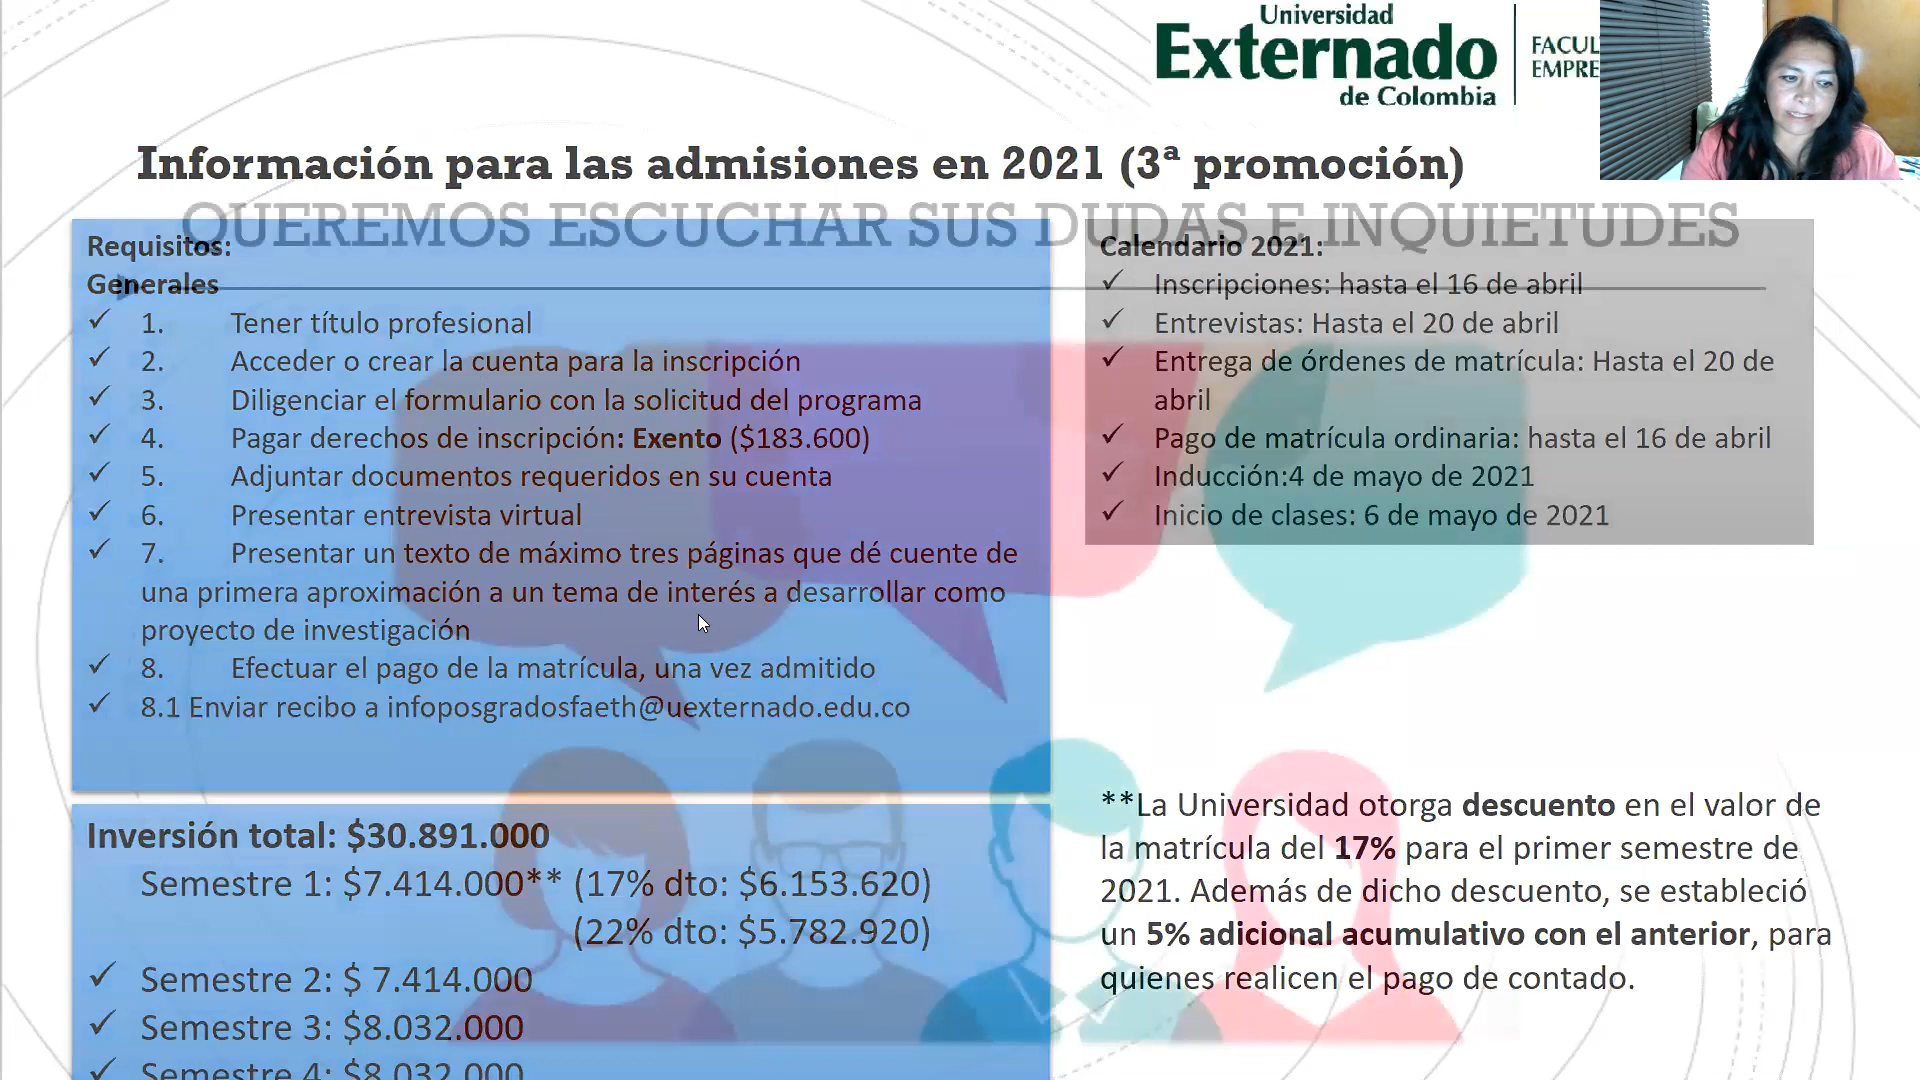 Universidad
Externado
de Colombia
FACUL
EMPRE
Información para las admisiones en 2021 (3ª promoción)
QUEREMOS ESCUCHAR SUS DUDAS E INQUIETUDES
Requisitos:
Generales
✓ 1. Tener título profesional
✓ 2. Acceder o crear la cuenta para la inscripción
✓ 3. Diligenciar el formulario con la solicitud del programa
✓ 4. Pagar derechos de inscripción: Exento ($183.600)
✓ 5. Adjuntar documentos requeridos en su cuenta
✓ 6. Presentar entrevista virtual
✓ 7. Presentar un texto de máximo tres páginas que dé cuente de
una primera aproximación a un tema de interés a desarrollar como
proyecto de investigación
✓ 8. Efectuar el pago de la matrícula, una vez admitido
✓ 8.1 Enviar recibo a infoposgradosfaeth@uexternado.edu.co
Calendario 2021:
✓ Inscripciones: hasta el 16 de abril
✓ Entrevistas: Hasta el 20 de abril
✓ Entrega de órdenes de matrícula: Hasta el 20 de
abril
✓ Pago de matrícula ordinaria: hasta el 16 de abril
✓ Inducción:4 de mayo de 2021
✓ Inicio de clases: 6 de mayo de 2021
Inversión total: $30.891.000
Semestre 1: $7.414.000** (17% dto: $6.153.620)
(22% dto: $5.782.920)
✓ Semestre 2: $ 7.414.000
✓ Semestre 3: $8.032.000
✓ Semestre 4: $8.032.000
**La Universidad otorga descuento en el valor de
la matrícula del 17% para el primer semestre de
2021. Además de dicho descuento, se estableció
un 5% adicional acumulativo con el anterior, para
quienes realicen el pago de contado.